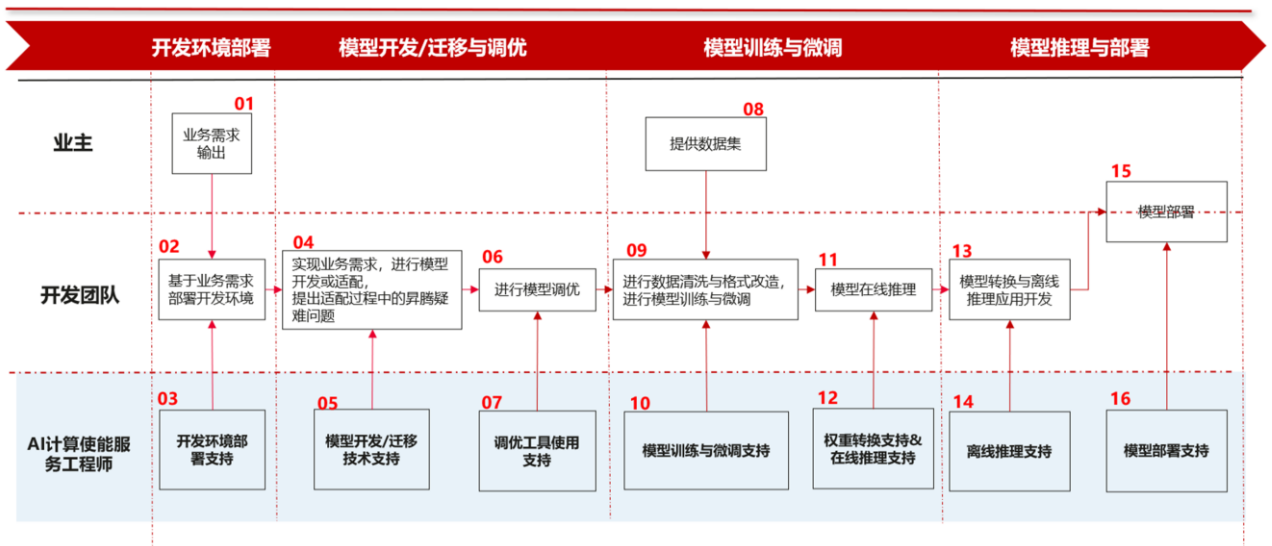 开发环境部署
模型开发/迁移与调优
模型训练与微调
模型推理与部署
业主
01
业务需求
输出
08
提供数据集
15
模型部署
开发团队
02
基于业务需求
部署开发环境
04
实现业务需求，进行模型
开发或适配，
提出适配过程中的昇腾疑
难问题
06
进行模型调优
09
进行数据清洗与格式改造，
进行模型训练与微调
11
模型在线推理
13
模型转换与离线
推理应用开发
AI计算使能服
务工程师
03
开发环境部
署支持
05
模型开发/迁移
技术支持
07
调优工具使用
支持
10
模型训练与微调支持
12
权重转换支持&
在线推理支持
14
离线推理支持
16
模型部署支持